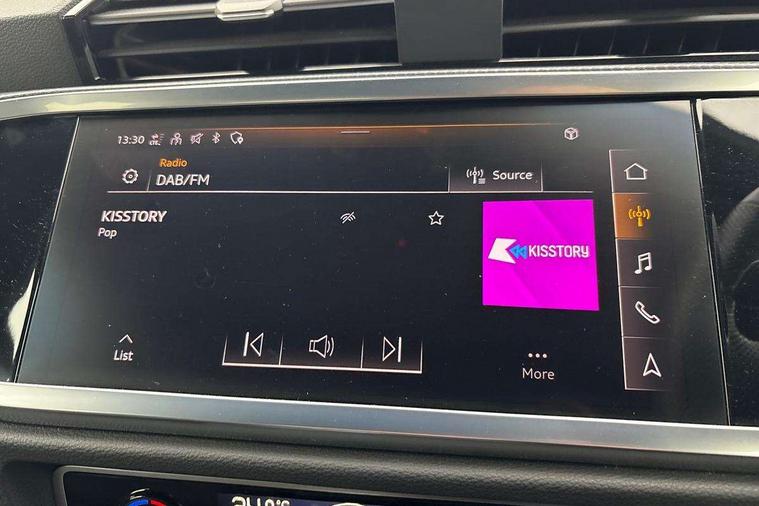 13:30
Radio
DAB/FM
Source
KISSTORY
Pop
KISSTORY
List
More